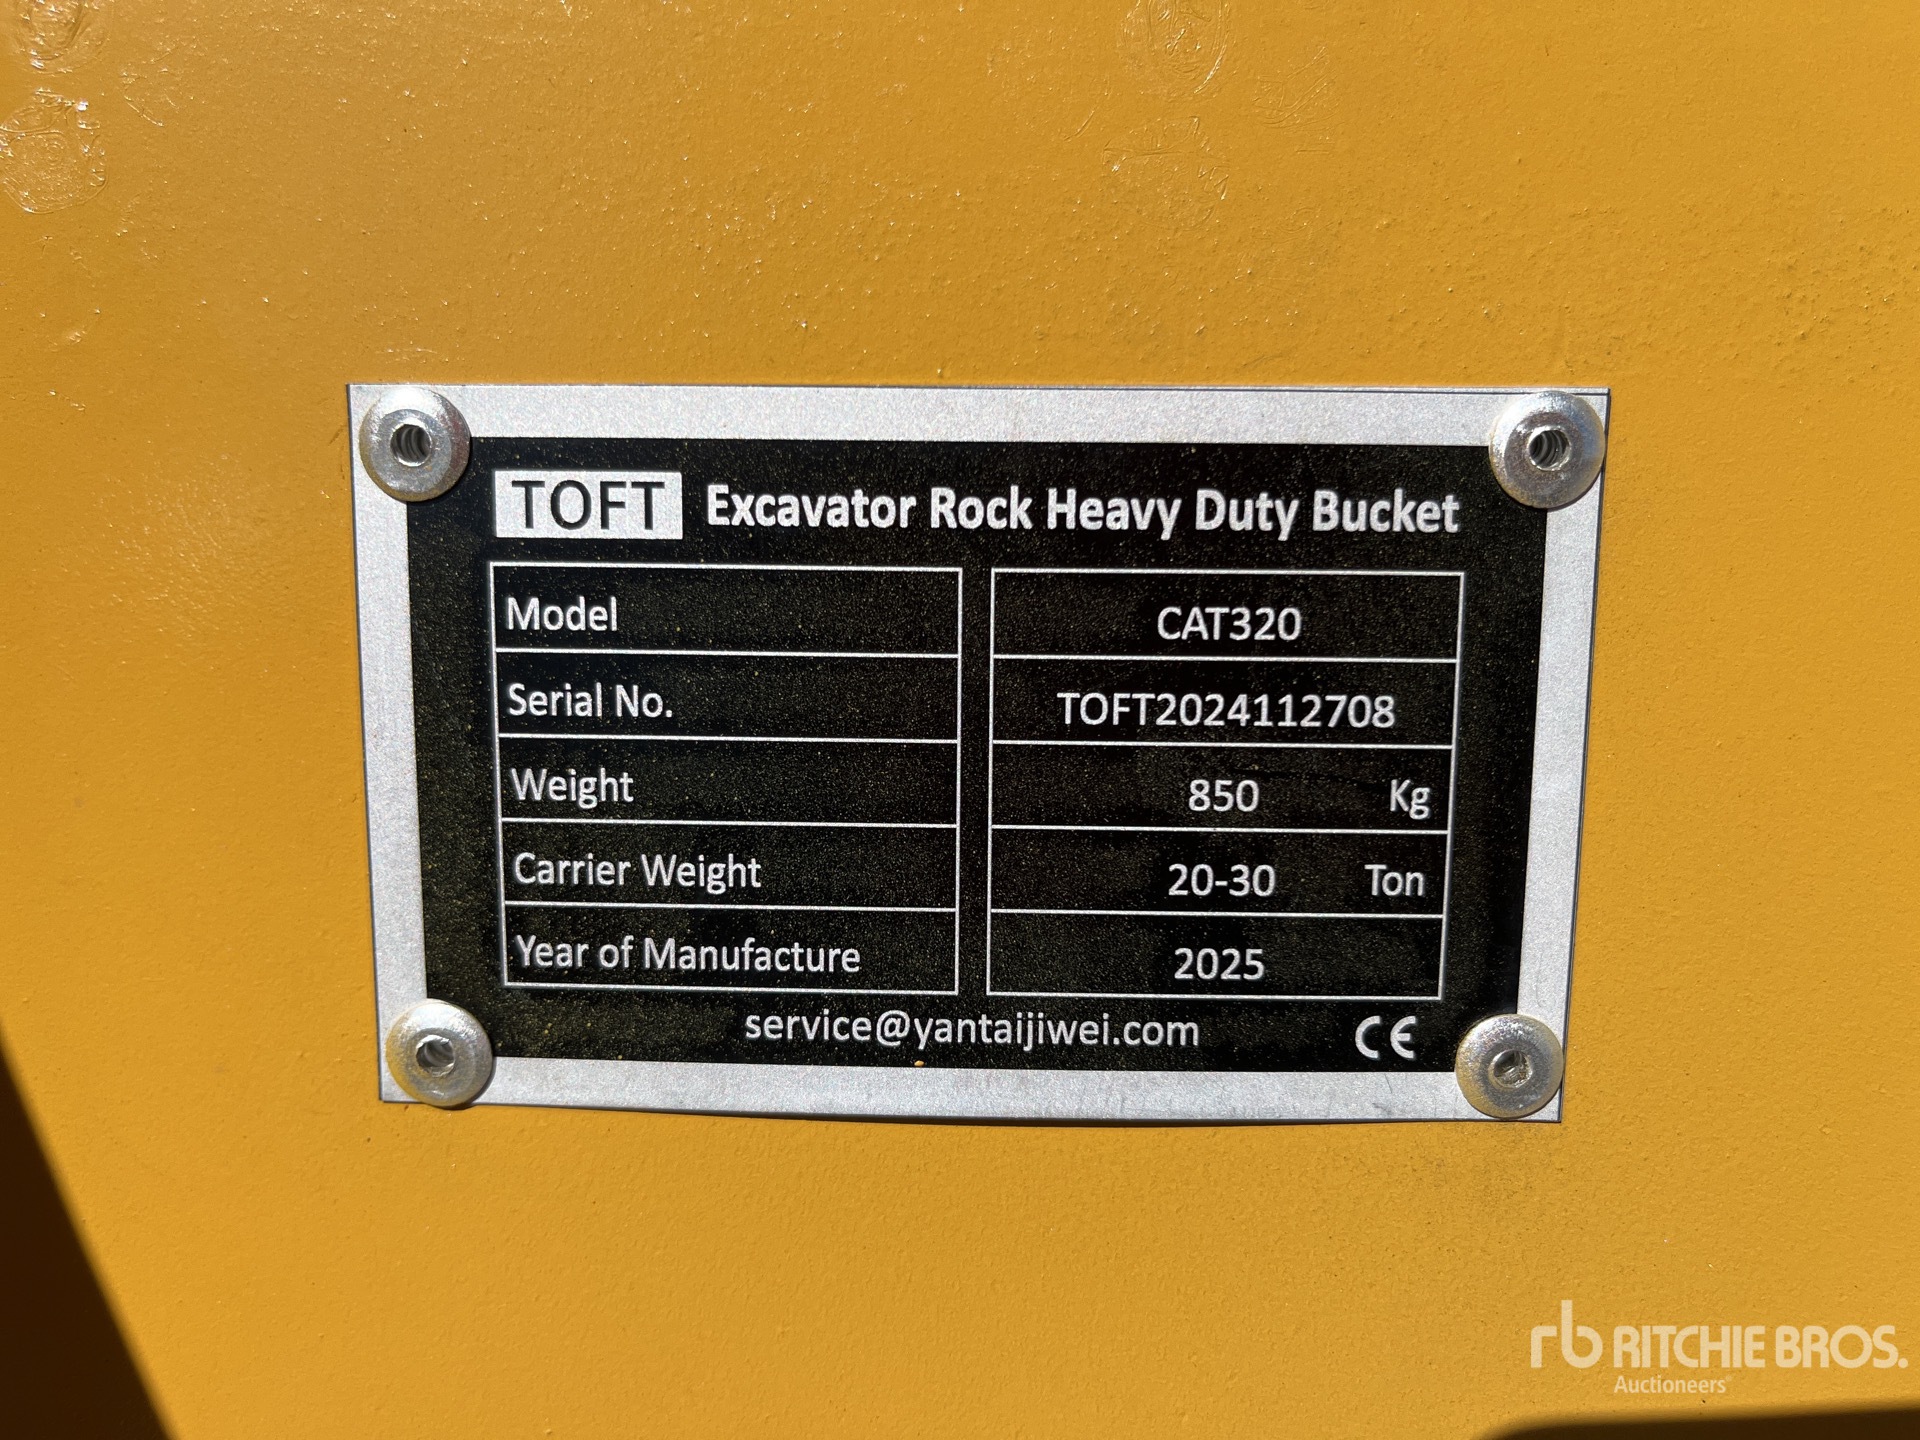 TOFT Excavator Rock Heavy Duty Bucket
Model CAT320
Serial No. TOFT2024112708
Weight 850 Kg
Carrier Weight 20-30 Ton
Year of Manufacture 2025
service@yantaijiwei.com CE
rb RITCHIE BROS.
Auctioneers